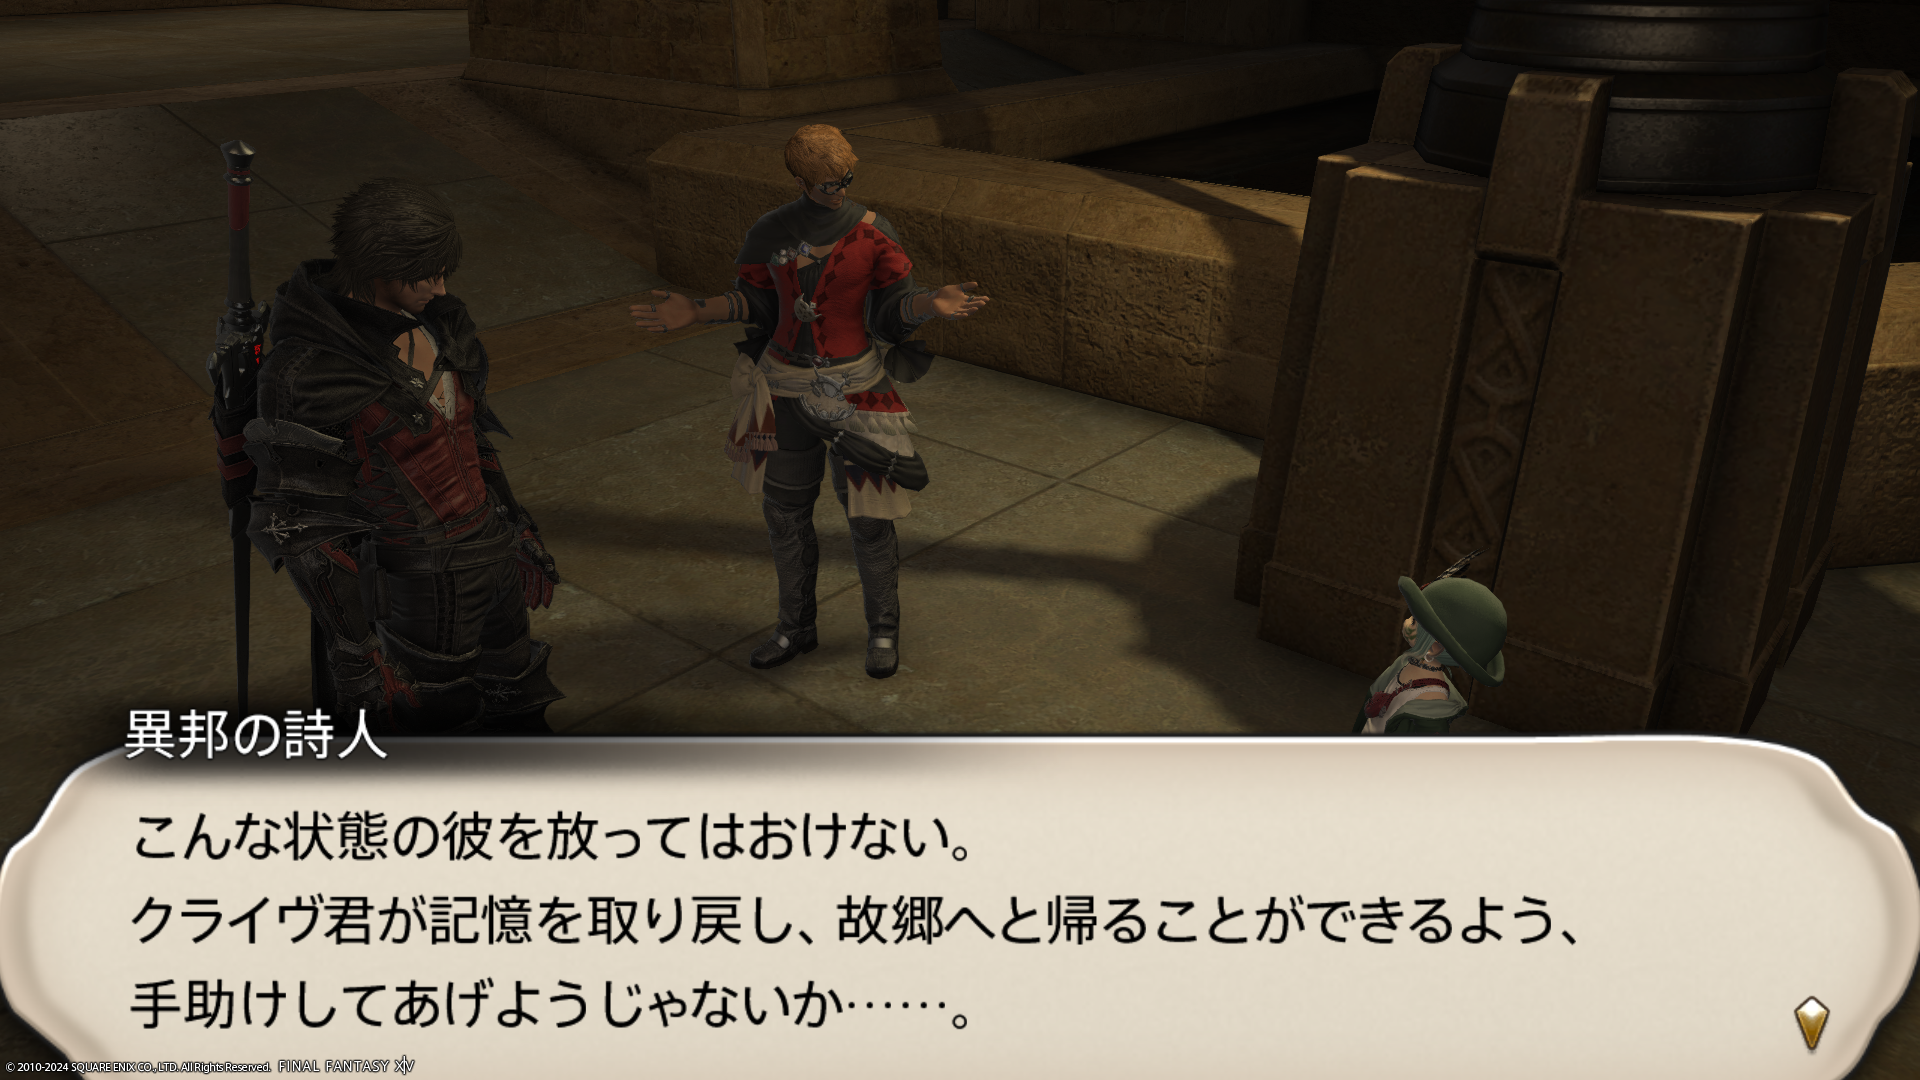 異邦の詩人
こんな状態の彼を放ってはおけない。
クライヴ君が記憶を取り戻し、故郷へと帰ることができるよう、
手助けしてあげようじゃないか……。
© 2010-2024 SQUARE ENIX CO., LTD. All Rights Reserved. FINAL FANTASY XIV